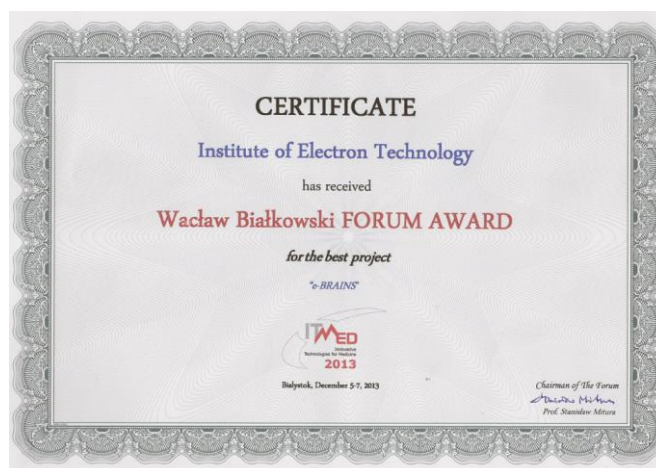 CERTIFICATE
Institute of Electron Technology
has received
Wacław Białkowski FORUM AWARD
for the best project
"e-BRAINS"
ITMED
Innovative
Technologies for Medicine
2013
Białystok, December 5-7, 2013
Chairman of The Forum
Prof. Stanisław Mitura